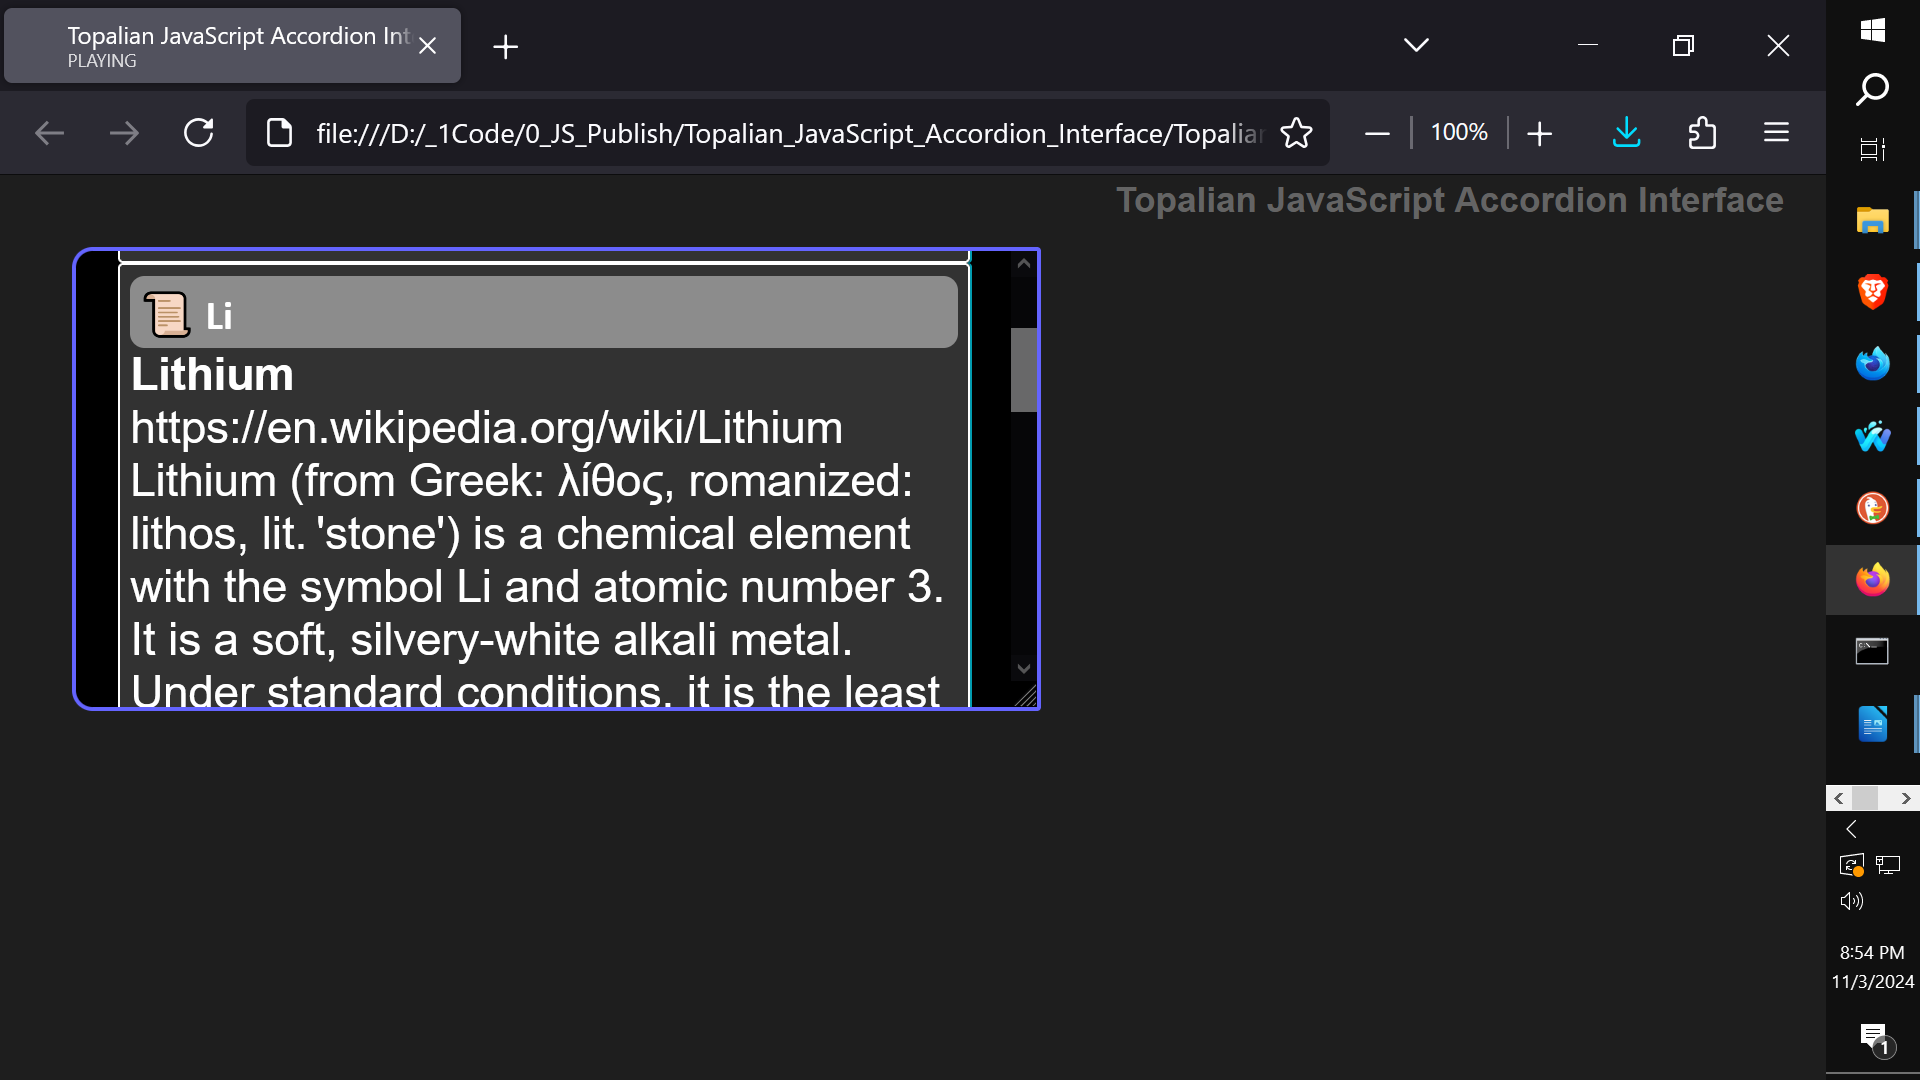 Topalian JavaScript Accordion Int
PLAYING
file:///D:/_1Code/0_JS_Publish/Topalian_JavaScript_Accordion_Interface/Topalian
100%
Topalian JavaScript Accordion Interface
Li
Lithium
https://en.wikipedia.org/wiki/Lithium
Lithium (from Greek: λίθος, romanized:
lithos, lit. 'stone') is a chemical element
with the symbol Li and atomic number 3.
It is a soft, silvery-white alkali metal.
Under standard conditions, it is the least
8:54 PM
11/3/2024
1